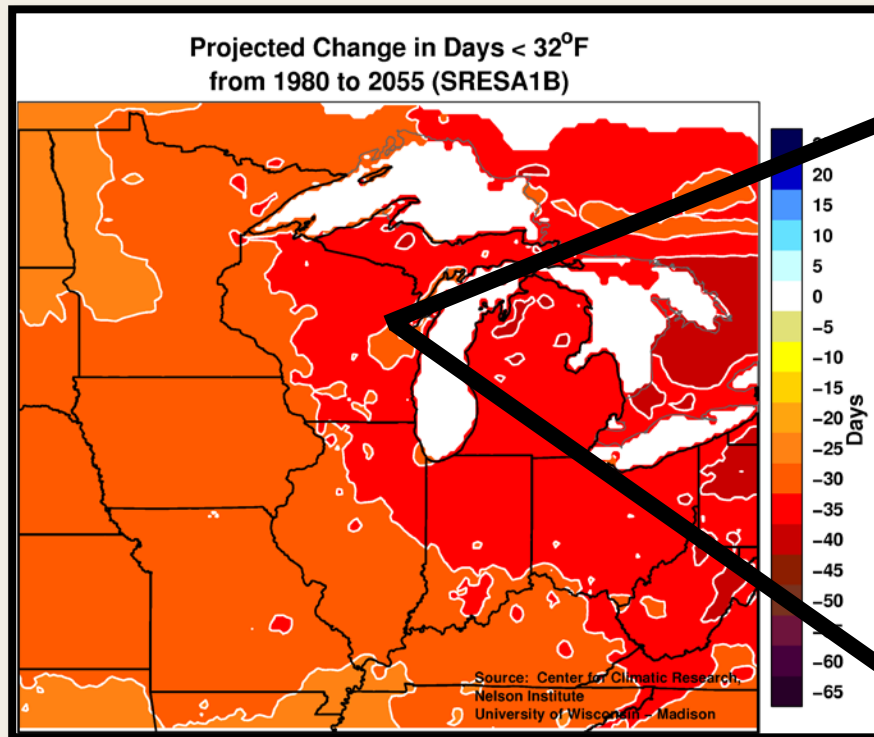 Projected Change in Days < 32°F
from 1980 to 2055 (SRESA1B)
20
15
10
5
0
−5
−10
−15
−20
−25
−30
−35
−40
−45
−50
−60
−65
Days
Source: Center for Climatic Research,
Nelson Institute
University of Wisconsin − Madison